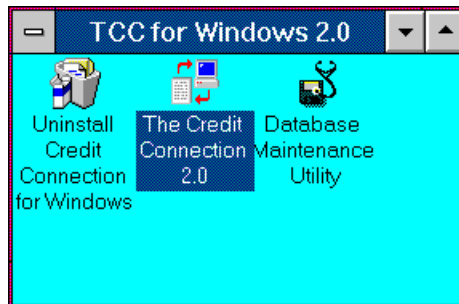 TCC for Windows 2.0
Uninstall
Credit
Connection
for Windows
The Credit
Connection
2.0
Database
Maintenance
Utility